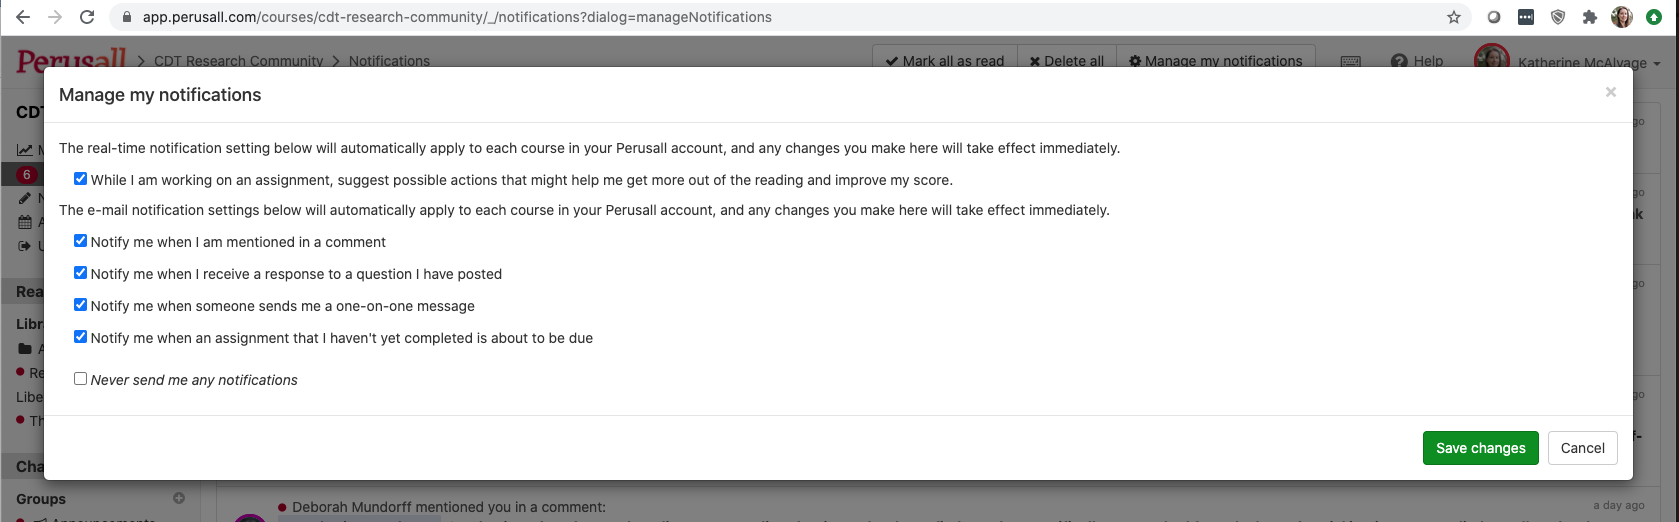 app.perusall.com/courses/cdt-research-community/_/notifications?dialog=manageNotifications
Perusall > CDT Research Community > Notifications
Mark all as read
Delete all
Manage my notifications
Help
Katherine McAlvage
Manage my notifications
×
The real-time notification setting below will automatically apply to each course in your Perusall account, and any changes you make here will take effect immediately.
While I am working on an assignment, suggest possible actions that might help me get more out of the reading and improve my score.
The e-mail notification settings below will automatically apply to each course in your Perusall account, and any changes you make here will take effect immediately.
Notify me when I am mentioned in a comment
Notify me when I receive a response to a question I have posted
Notify me when someone sends me a one-on-one message
Notify me when an assignment that I haven't yet completed is about to be due
Never send me any notifications
Save changes
Cancel
6
Groups
Deborah Mundorff mentioned you in a comment:
a day ago